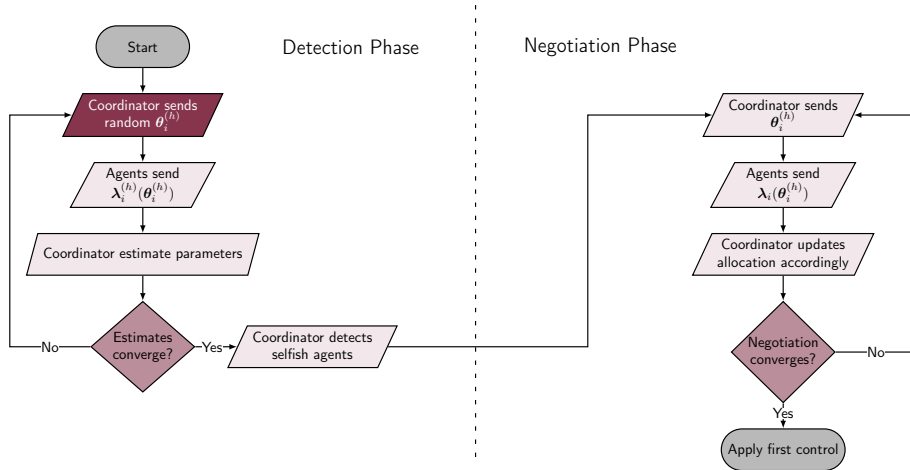 Detection Phase
Negotiation Phase
Start
Coordinator sends
random θ_i^(h)
Agents send
λ_i^(h)(θ_i^(h))
Coordinator estimate parameters
Estimates
converge?
No
Yes
Coordinator detects
selfish agents
Coordinator sends
θ_i^(h)
Agents send
λ_i(θ_i^(h))
Coordinator updates
allocation accordingly
Negotiation
converges?
No
Yes
Apply first control